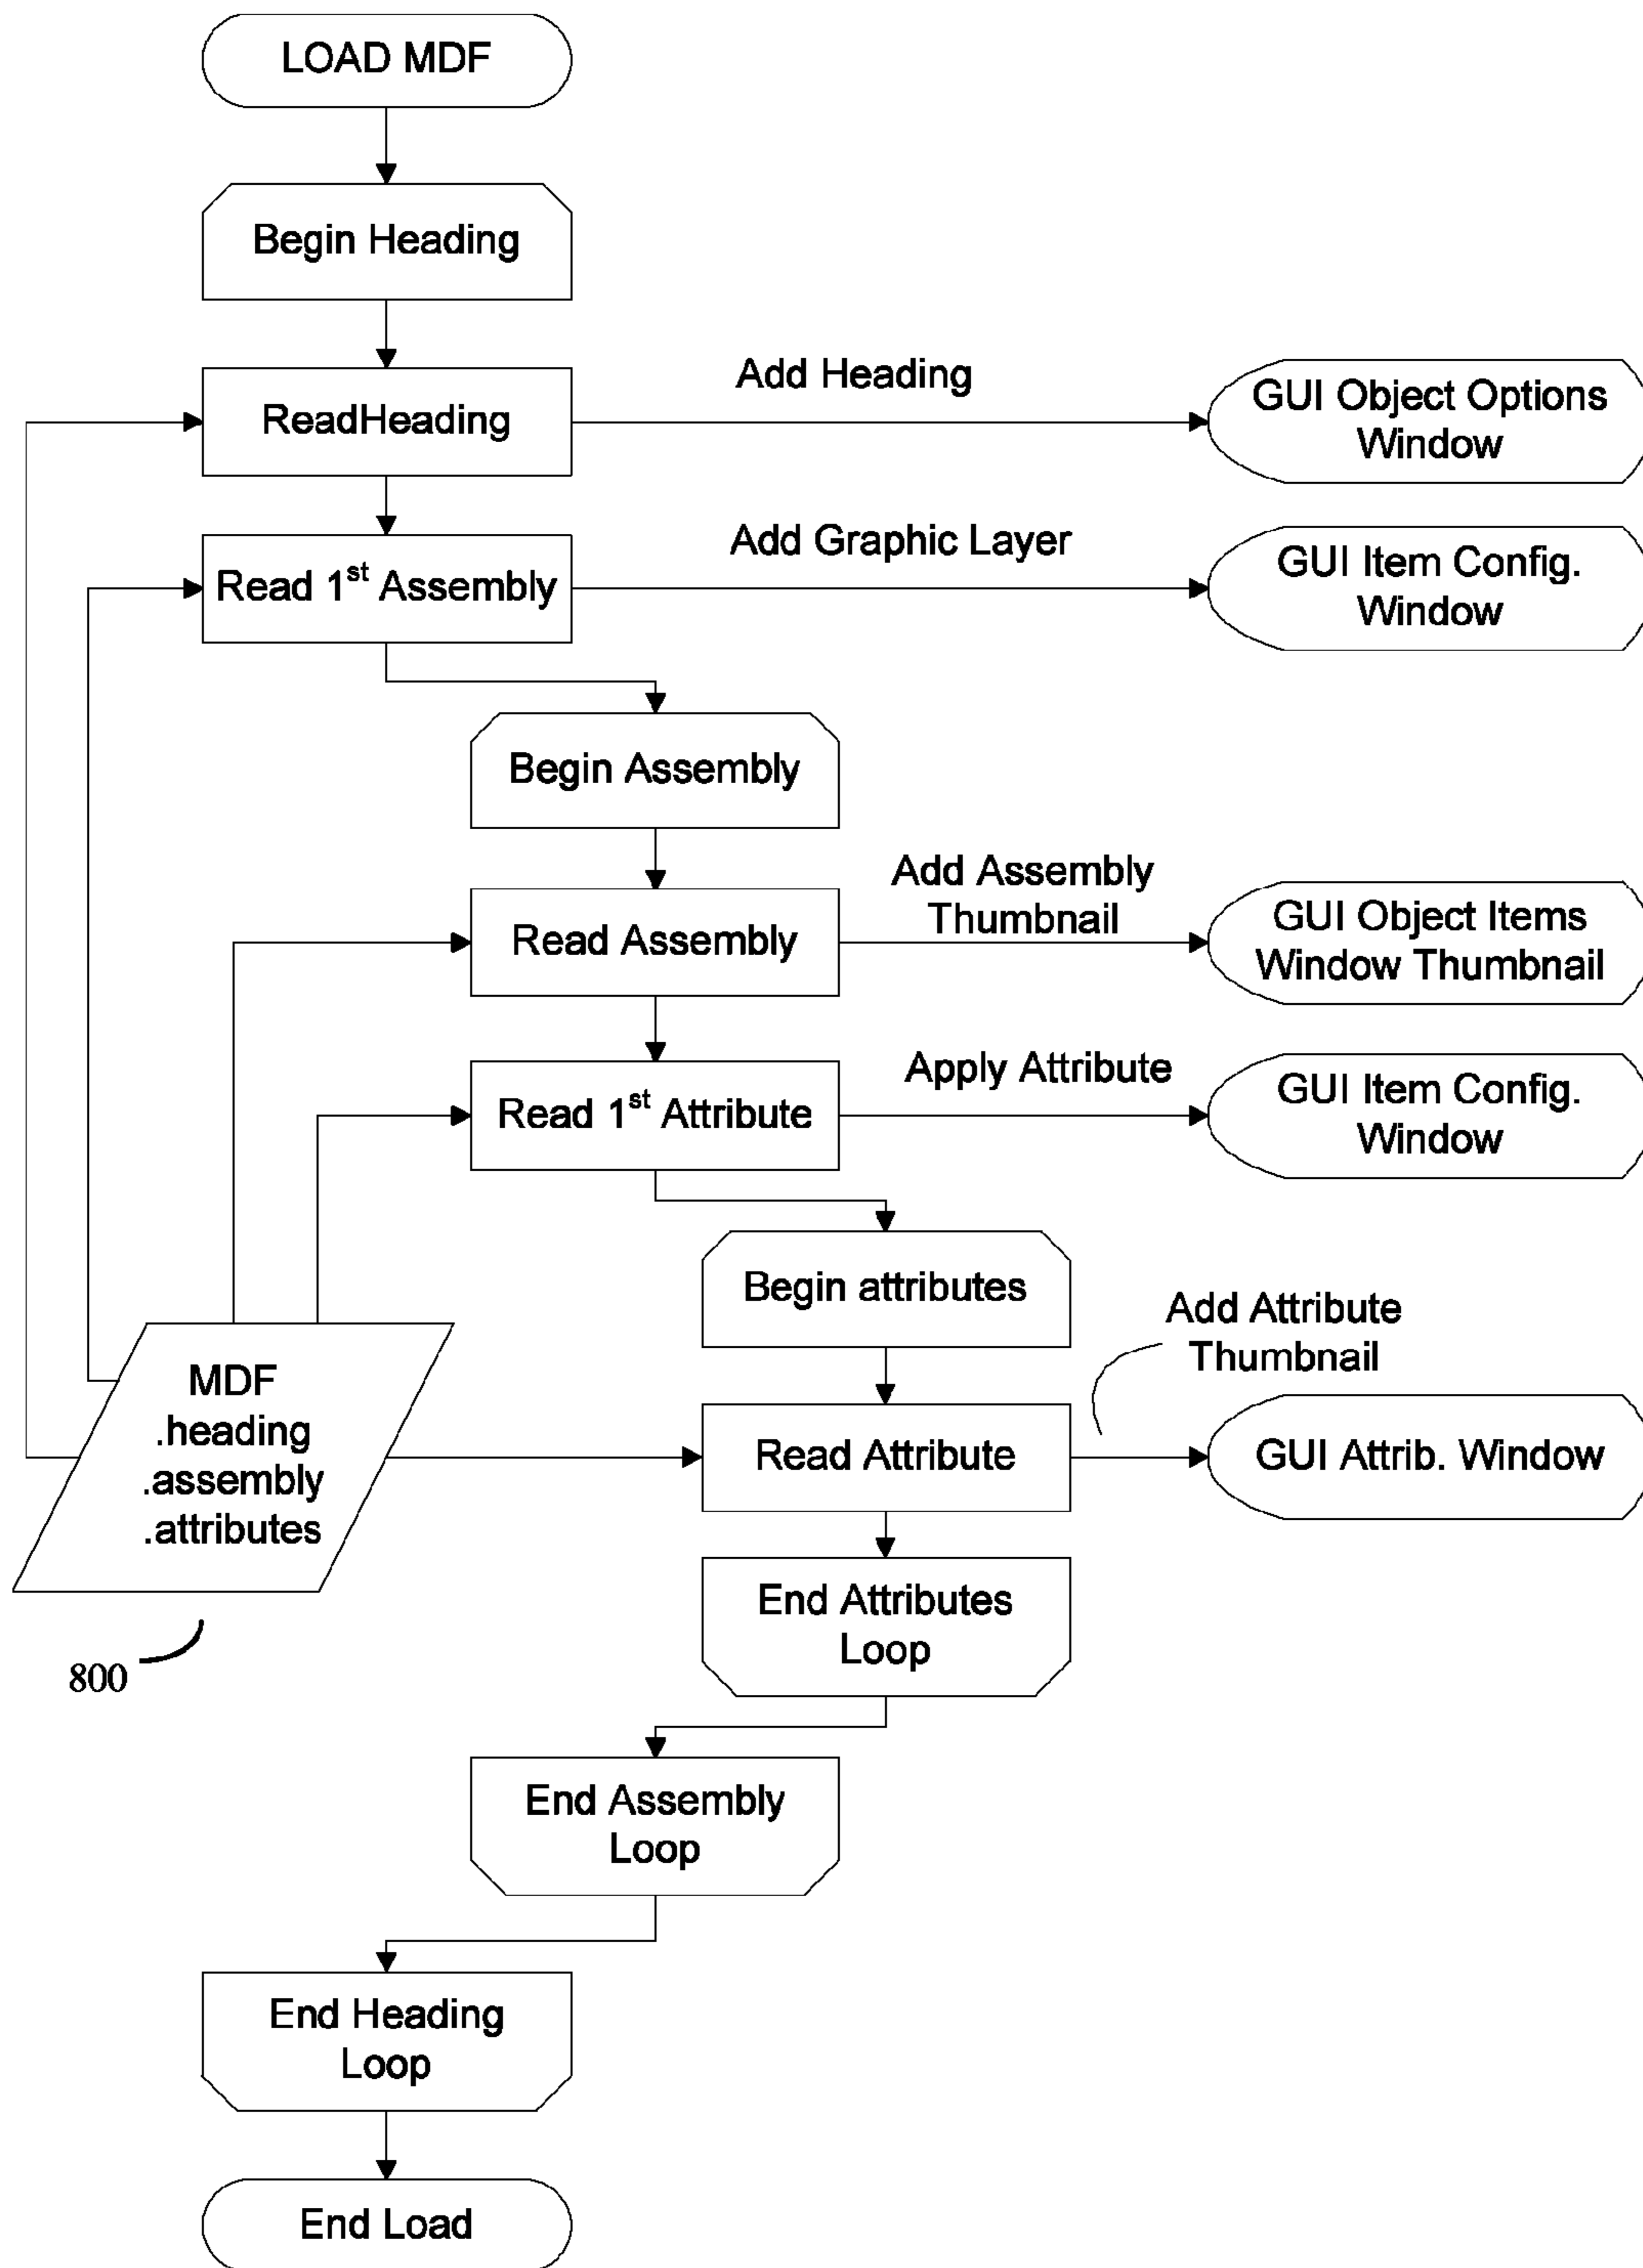 LOAD MDF
Begin Heading
ReadHeading
Add Heading
GUI Object Options
Window
Read 1st Assembly
Add Graphic Layer
GUI Item Config.
Window
Begin Assembly
Read Assembly
Add Assembly
Thumbnail
GUI Object Items
Window Thumbnail
Read 1st Attribute
Apply Attribute
GUI Item Config.
Window
Begin attributes
Add Attribute
Thumbnail
MDF
.heading
.assembly
.attributes
Read Attribute
GUI Attrib. Window
End Attributes
Loop
800
End Assembly
Loop
End Heading
Loop
End Load